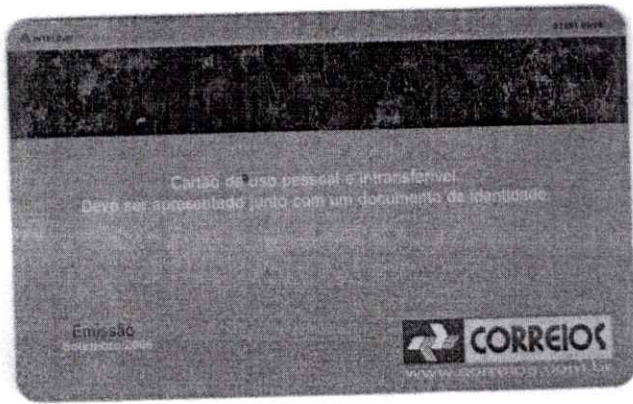 Cartão de uso pessoal e intransferível
Deve ser apresentado junto com um documento de identidade
Emissão
CORREIOS
www.correios.com.br